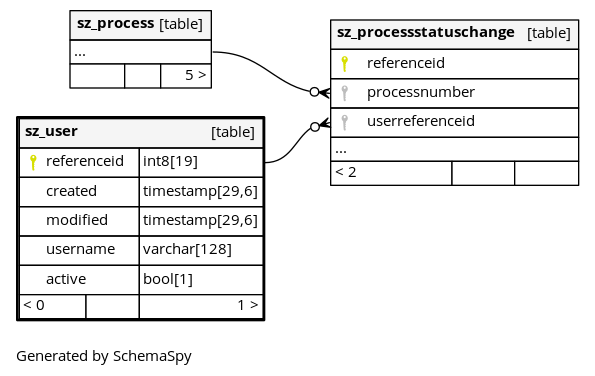 sz_process [table]
...
5 >
sz_processstatuschange [table]
referenceid
processnumber
userreferenceid
...
< 2
sz_user [table]
referenceid int8[19]
created timestamp[29,6]
modified timestamp[29,6]
username varchar[128]
active bool[1]
< 0 1 >
Generated by SchemaSpy